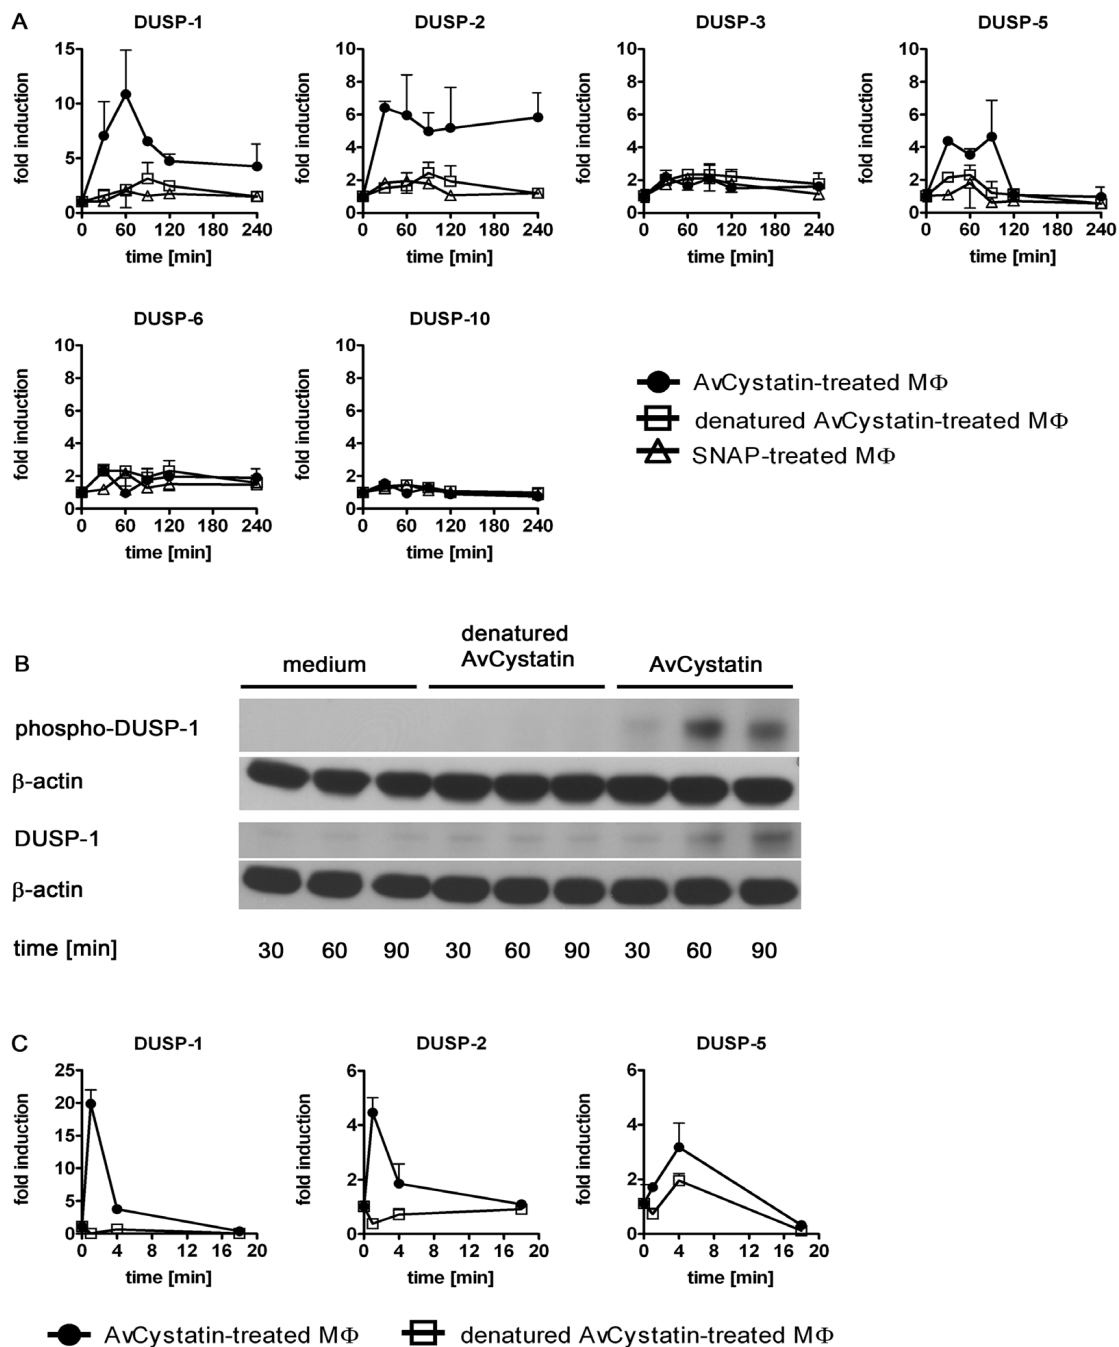 A
DUSP-1
DUSP-2
DUSP-3
DUSP-5
fold induction
15
10
5
0
0 60 120 180 240
time [min]
fold induction
10
8
6
4
2
0
0 60 120 180 240
time [min]
fold induction
10
8
6
4
2
0
0 60 120 180 240
time [min]
fold induction
10
8
6
4
2
0
0 60 120 180 240
time [min]
DUSP-6
DUSP-10
fold induction
10
8
6
4
2
0
0 60 120 180 240
time [min]
fold induction
10
8
6
4
2
0
0 60 120 180 240
time [min]
AvCystatin-treated MΦ
denatured AvCystatin-treated MΦ
SNAP-treated MΦ
B
medium
denatured
AvCystatin
AvCystatin
phospho-DUSP-1
β-actin
DUSP-1
β-actin
time [min] 30 60 90 30 60 90 30 60 90
C
DUSP-1
DUSP-2
DUSP-5
fold induction
25
20
15
10
5
0
0 4 8 12 16 20
time [min]
fold induction
6
4
2
0
0 4 8 12 16 20
time [min]
fold induction
6
4
2
0
0 4 8 12 16 20
time [min]
AvCystatin-treated MΦ
denatured AvCystatin-treated MΦ